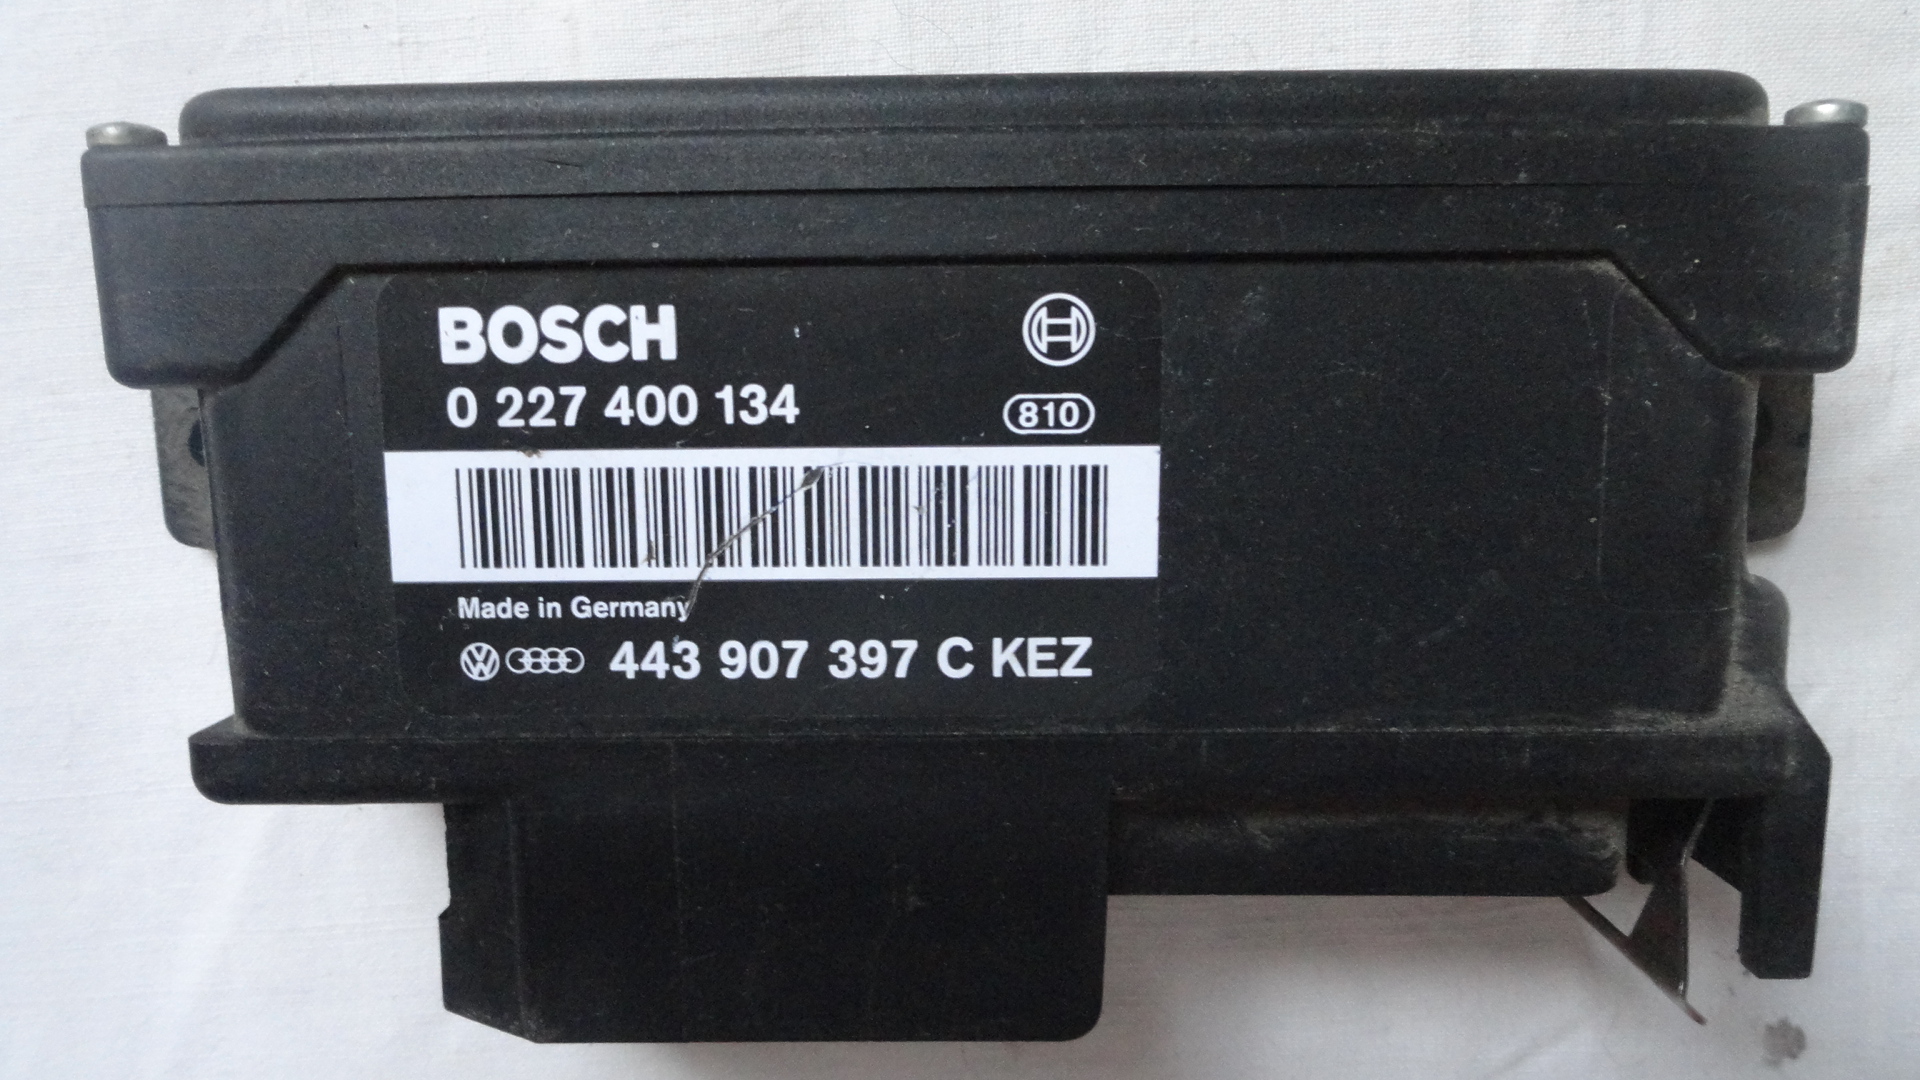 BOSCH
0 227 400 134
810
Made in Germany
443 907 397 C KEZ